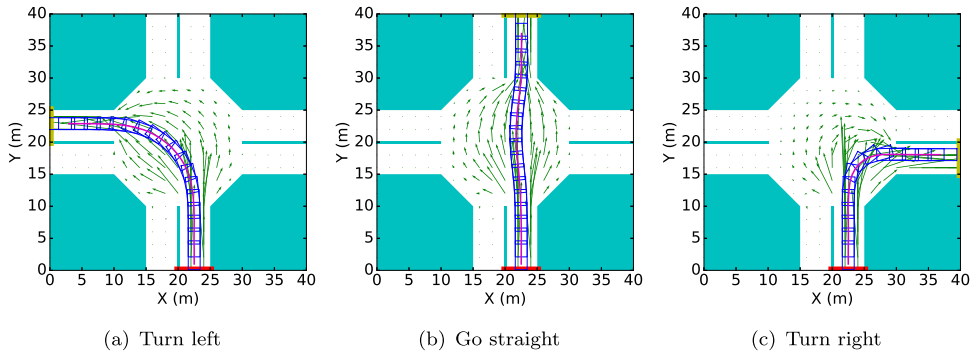 40 40 40
35 35 35
30 30 30
25 25 25
Y (m) 20 Y (m) 20 Y (m) 20
15 15 15
10 10 10
5 5 5
0 0 0
0 5 10 15 20 25 30 35 40 0 5 10 15 20 25 30 35 40 0 5 10 15 20 25 30 35 40
X (m) X (m) X (m)
(a) Turn left (b) Go straight (c) Turn right